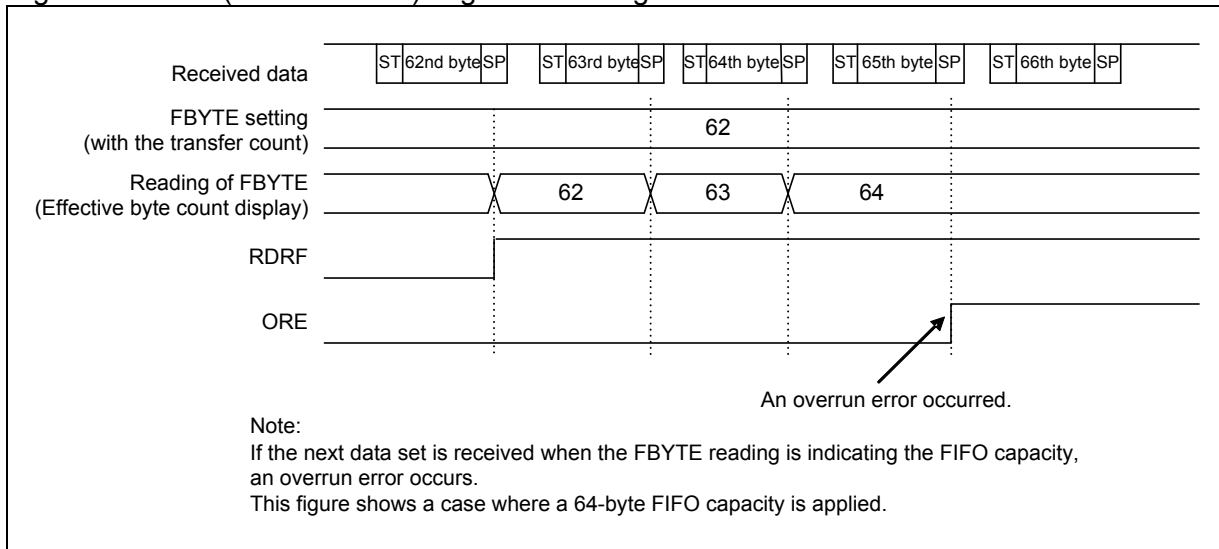 Received data
ST 62nd byte SP ST 63rd byte SP ST 64th byte SP ST 65th byte SP ST 66th byte SP
FBYTE setting
(with the transfer count)
62
Reading of FBYTE
(Effective byte count display)
62 63 64
RDRF
ORE
An overrun error occurred.
Note:
If the next data set is received when the FBYTE reading is indicating the FIFO capacity,
an overrun error occurs.
This figure shows a case where a 64-byte FIFO capacity is applied.